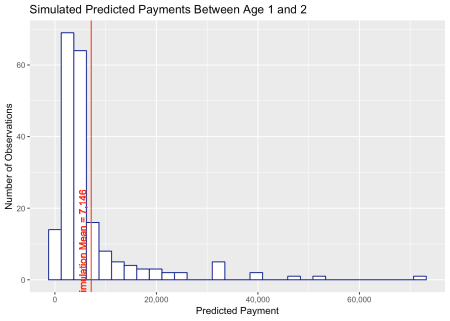 Simulated Predicted Payments Between Age 1 and 2
Number of Observations
60
40
20
0
imulation Mean = 7,146
0
20,000
40,000
60,000
Predicted Payment